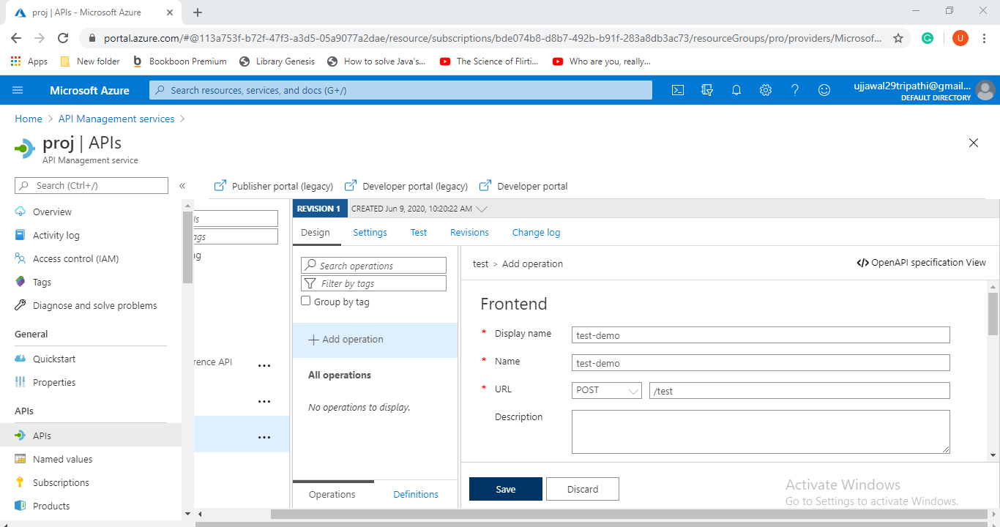 proj | APIs - Microsoft Azure
portal.azure.com/#@113a753f-b72f-47f3-a3d5-05a9077a2dae/resource/subscriptions/bde074b8-d8b7-492b-b91f-283a8db3ac73/resourceGroups/pro/providers/Microsof...
U
Apps
New folder
b Bookboon Premium
Library Genesis
How to solve Java's...
The Science of Flirti...
Who are you, really...
Microsoft Azure
Search resources, services, and docs (G+/)
ujjawal29tripathi@gmail...
DEFAULT DIRECTORY
Home > API Management services >
proj | APIs
API Management service
Search (Ctrl+/)
«
Publisher portal (legacy)
Developer portal (legacy)
Developer portal
Overview
Activity log
Access control (IAM)
Tags
Diagnose and solve problems
General
Quickstart
Properties
APIs
APIs
Named values
Subscriptions
Products
rence API ...
...
...
REVISION 1
CREATED Jun 9, 2020, 10:20:22 AM
Design
Settings
Test
Revisions
Change log
Search operations
Filter by tags
Group by tag
+ Add operation
All operations
No operations to display.
Operations
Definitions
test > Add operation
</> OpenAPI specification View
Frontend
* Display name
test-demo
* Name
test-demo
* URL
POST
/test
Description
Save
Discard
Activate Windows
Go to Settings to activate Windows.